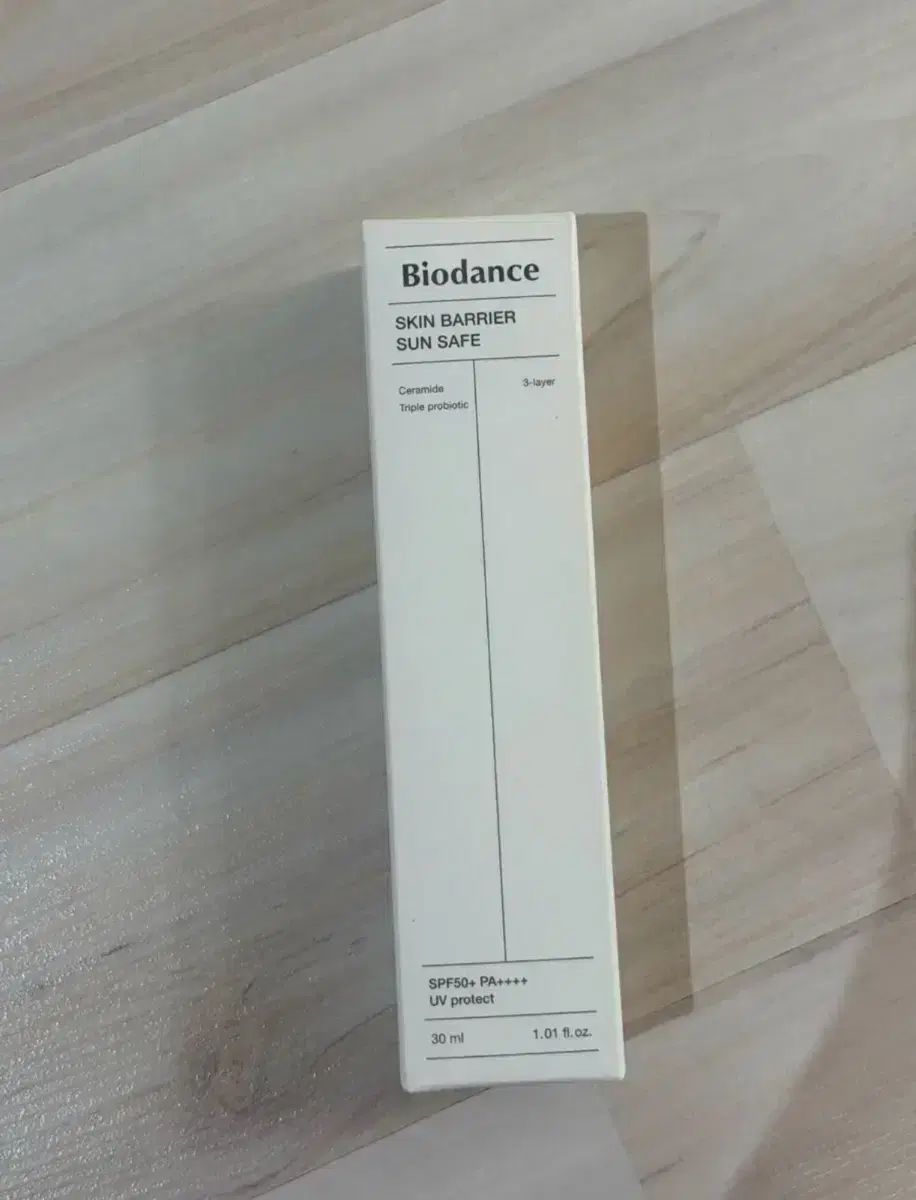 Biodance
SKIN BARRIER
SUN SAFE
Ceramide
Triple probiotic
3-layer
SPF50+ PA++++
UV protect
30 ml
1.01 fl.oz.